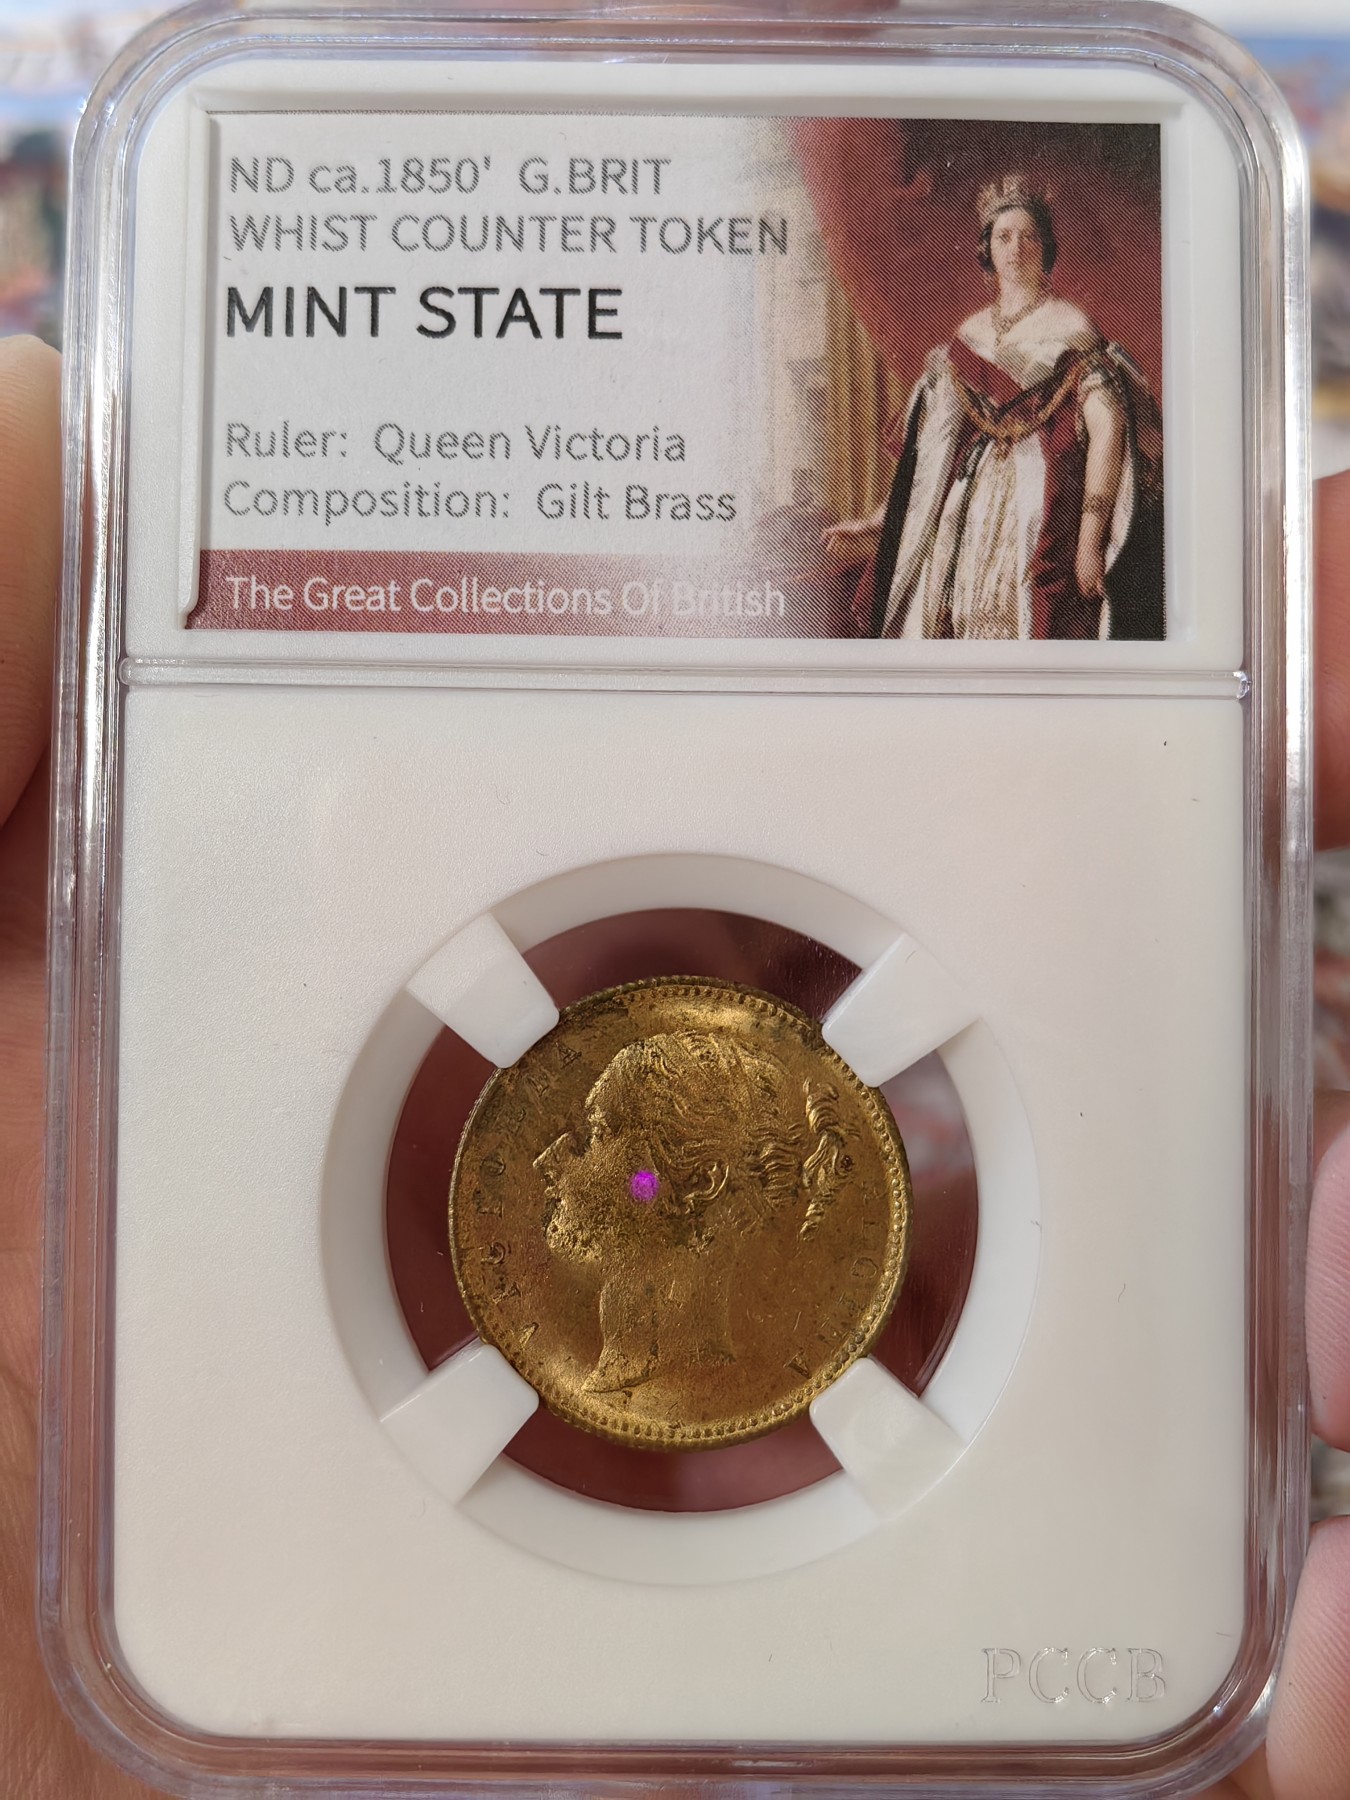 ND ca.1850' G.BRIT
WHIST COUNTER TOKEN
MINT STATE
Ruler: Queen Victoria
Composition: Gilt Brass
The Great Collections Of British
PCCB